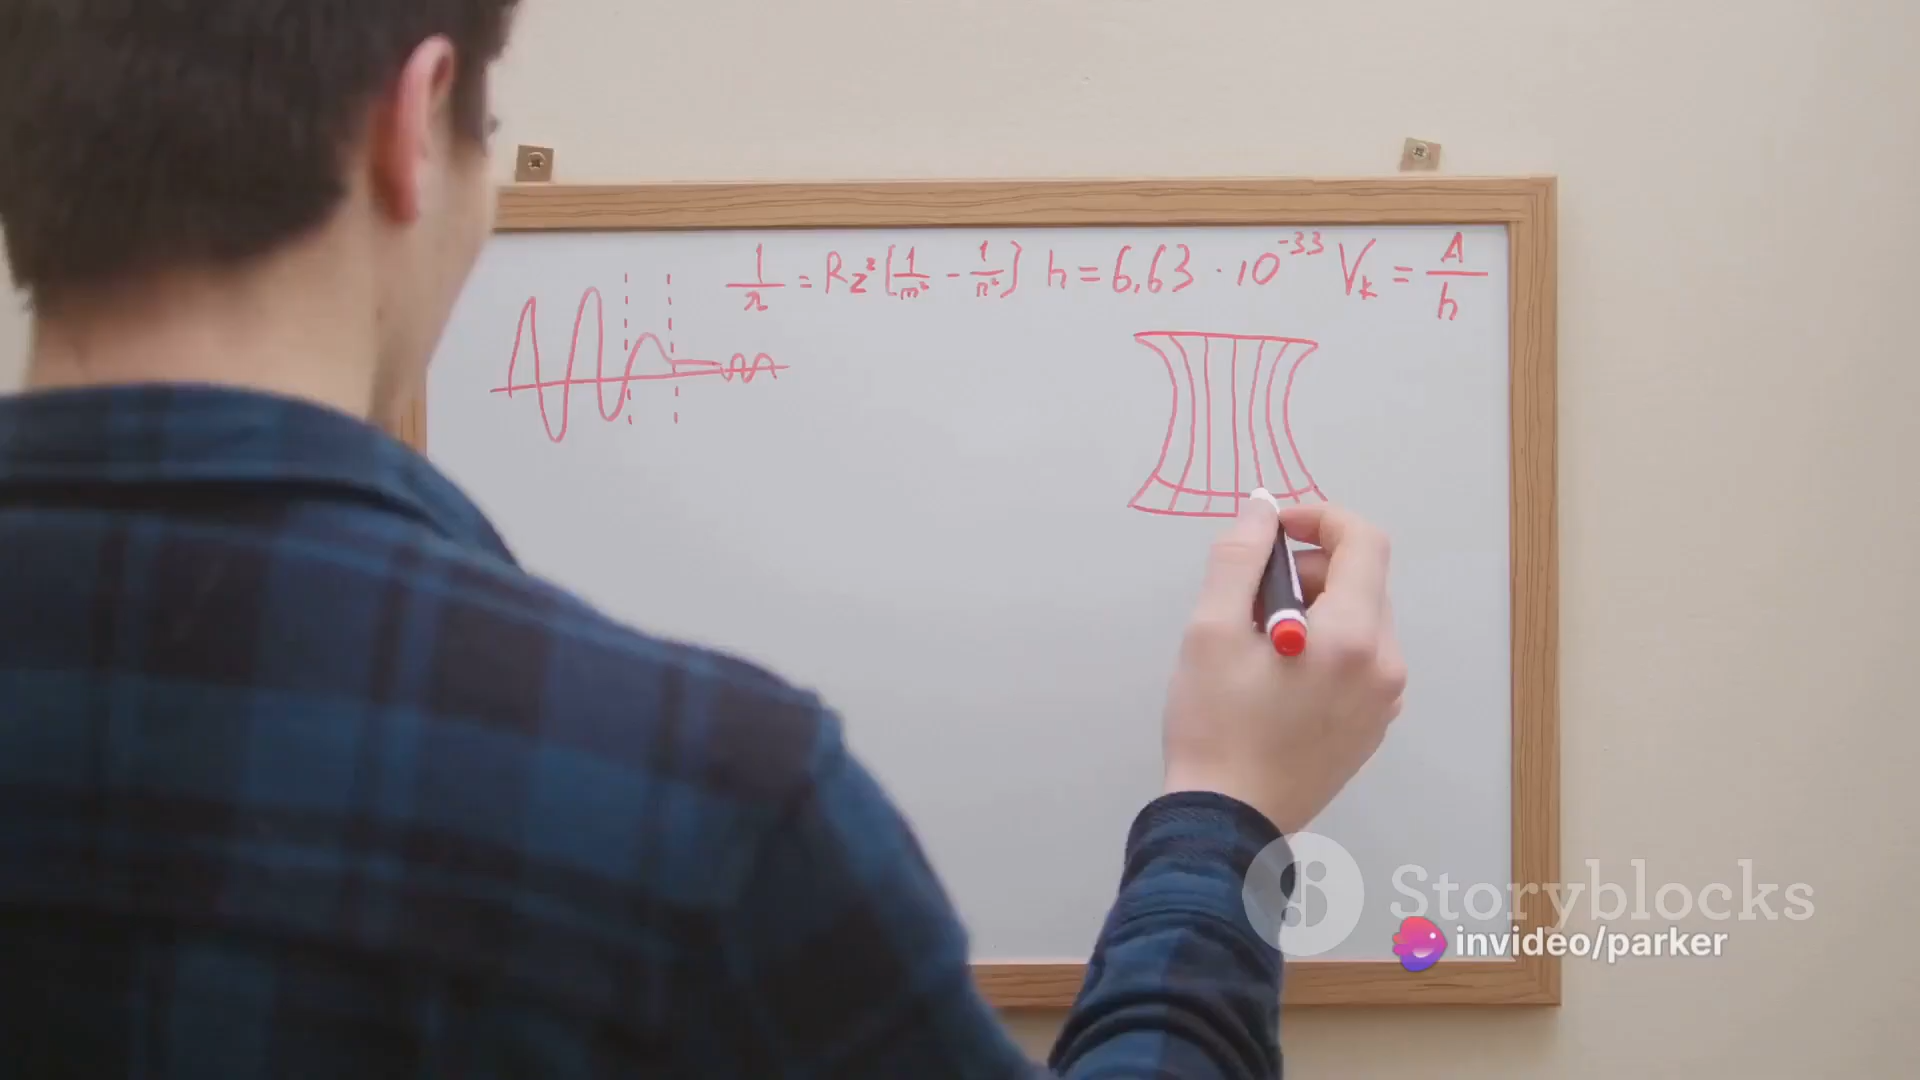 1/λ = Rz²[1/m² - 1/n²] h = 6,63 · 10⁻³³ Vₖ = A/h
Storyblocks
invideo/parker